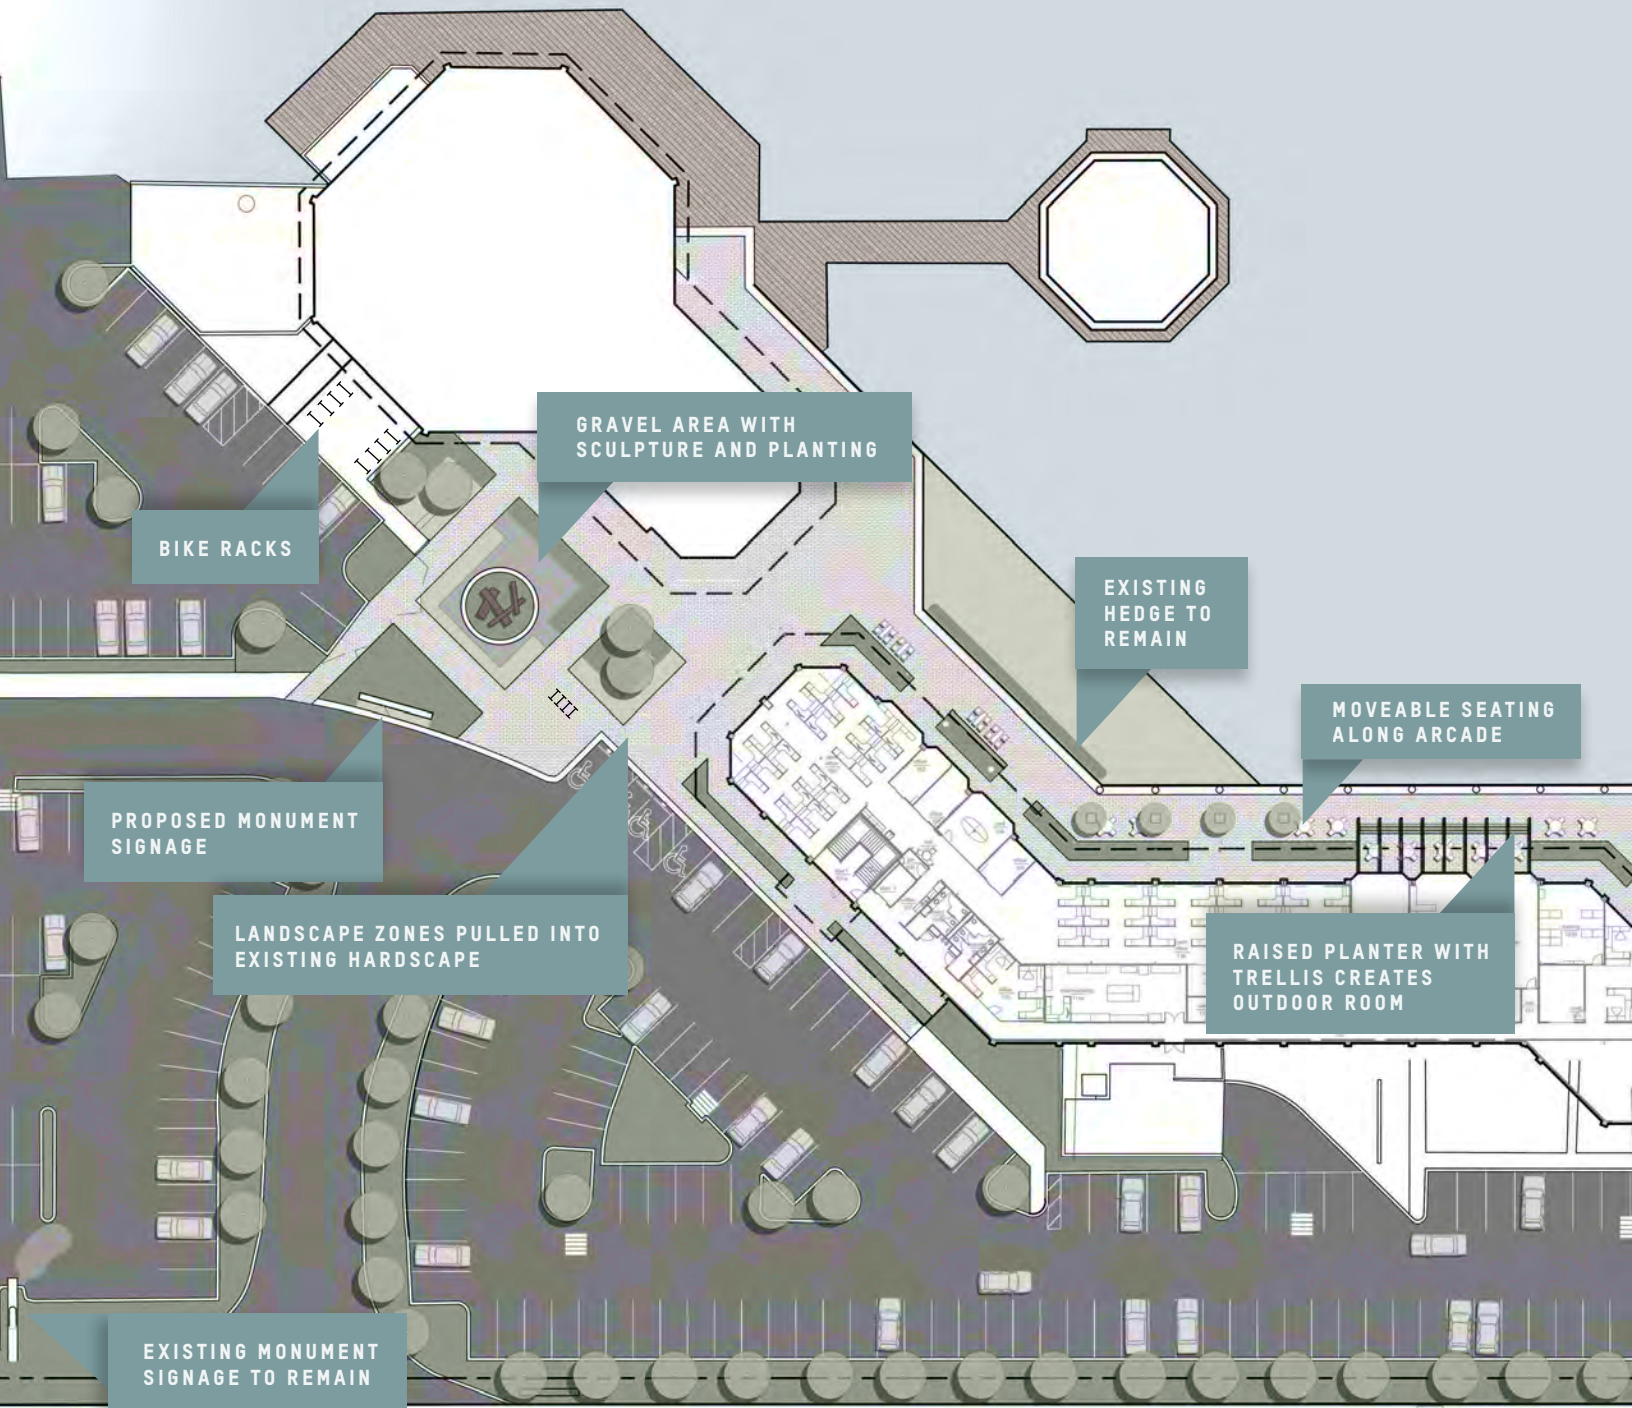 GRAVEL AREA WITH
SCULPTURE AND PLANTING
BIKE RACKS
EXISTING
HEDGE TO
REMAIN
MOVEABLE SEATING
ALONG ARCADE
PROPOSED MONUMENT
SIGNAGE
LANDSCAPE ZONES PULLED INTO
EXISTING HARDSCAPE
RAISED PLANTER WITH
TRELLIS CREATES
OUTDOOR ROOM
EXISTING MONUMENT
SIGNAGE TO REMAIN